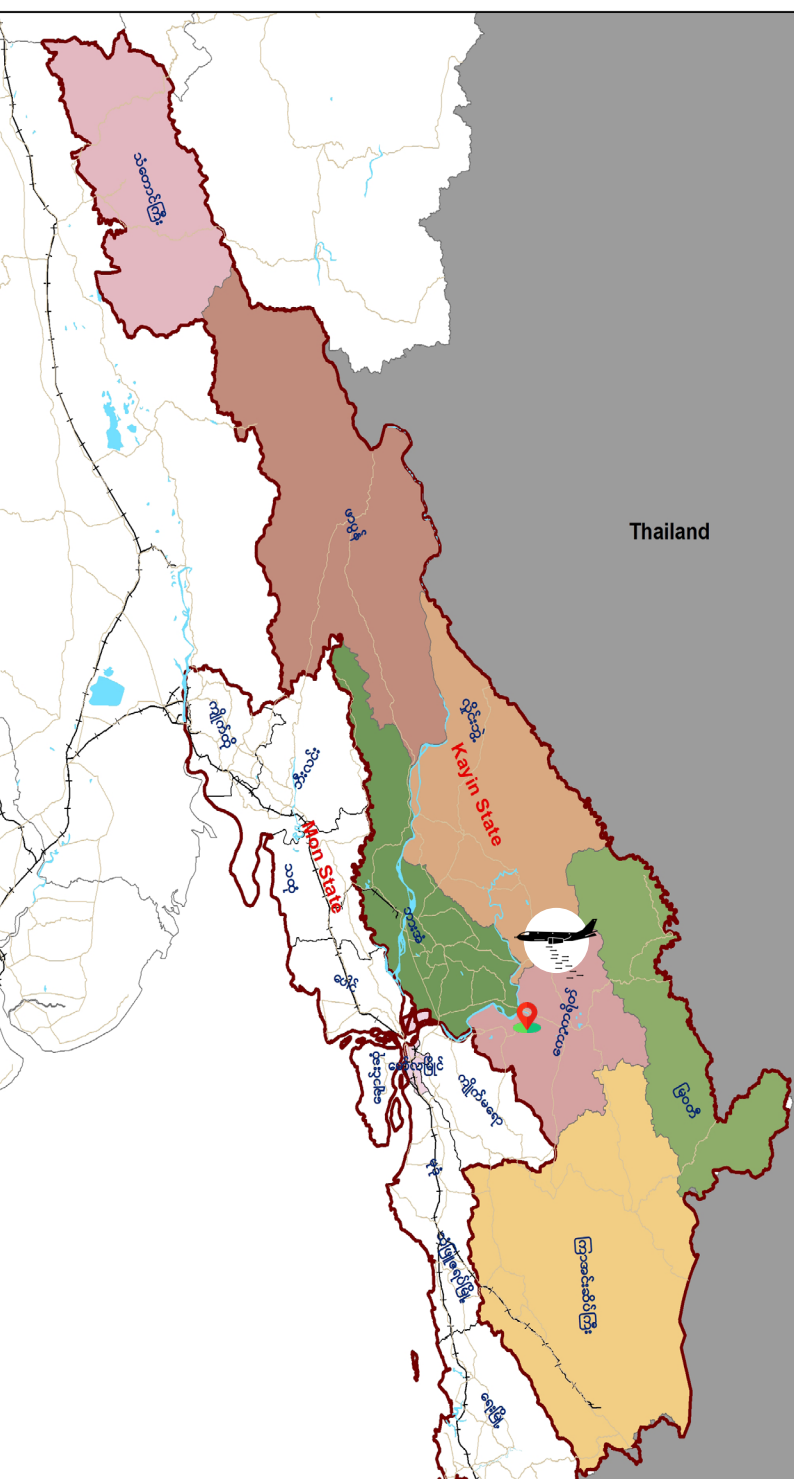 သံတောင်ကြီး
ဖာပွန်
Thailand
လှိုင်းဘွဲ့
ကျိုက်ထို
ဘီးလင်း
Kayin State
Mon State
သထုံ
ဘားအံ
ပေါင်
ကော့ကရိတ်
ချောင်းဆုံ
မော်လမြိုင်
ကျိုက်မရော
မြဝတီ
မုဒုံ
သံဖြူဇရပ်မြို့
ကြာအင်းဆိပ်ကြီး
ရေးမြို့